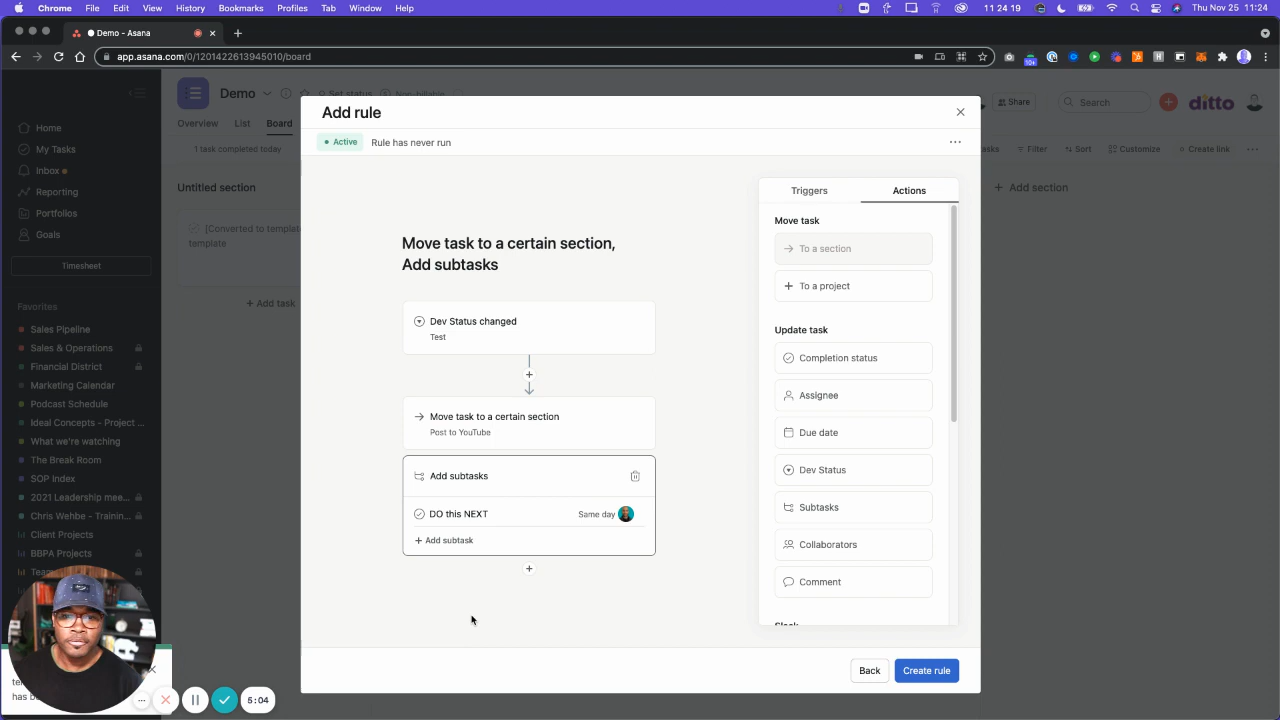 Chrome File Edit View History Bookmarks Profiles Tab Window Help 11:24:19 Thu Nov 25 11:24
Demo - Asana
app.asana.com/0/1201422613945010/board
10+
Demo Set status Non-billable
Share Search ditto
Overview List Board
1 task completed today
Filter Sort Customize Create link
Home
My Tasks
Inbox
Reporting
Portfolios
Goals
Timesheet
Favorites
Sales Pipeline
Sales & Operations
Financial District
Marketing Calendar
Podcast Schedule
Ideal Concepts - Project ...
What we're watching
The Break Room
SOP Index
2021 Leadership mee...
Chris Wehbe - Trainin...
Client Projects
BBPA Projects
Untitled section
[Converted to templat
template
+ Add task
+ Add section
Add rule
Active Rule has never run
Move task to a certain section,
Add subtasks
Dev Status changed
Test
Move task to a certain section
Post to YouTube
Add subtasks
DO this NEXT Same day
+ Add subtask
Triggers Actions
Move task
To a section
To a project
Update task
Completion status
Assignee
Due date
Dev Status
Subtasks
Collaborators
Comment
Back Create rule
5:04